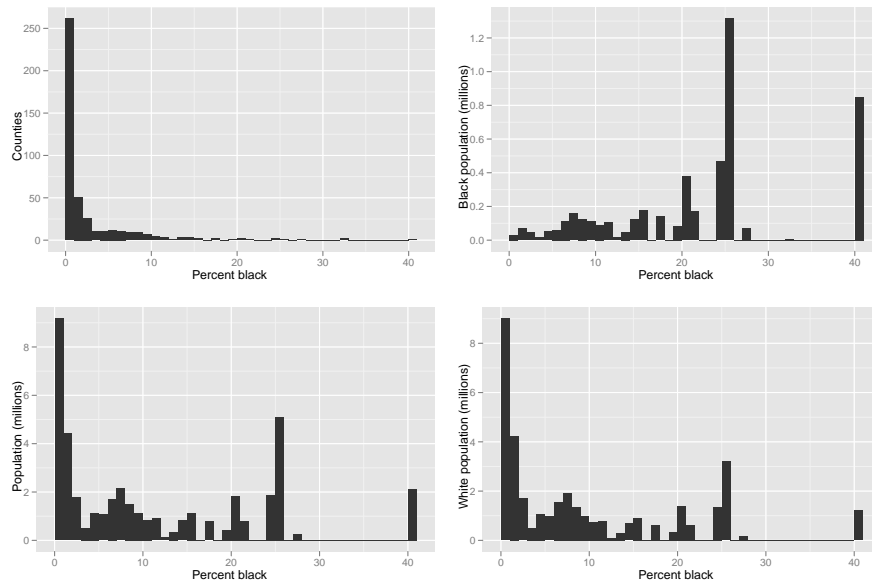 250
200
150
100
50
0
Counties
0 10 20 30 40
Percent black
1.2
1.0
0.8
0.6
0.4
0.2
0.0
Black population (millions)
0 10 20 30 40
Percent black
8
6
4
2
0
Population (millions)
0 10 20 30 40
Percent black
8
6
4
2
0
White population (millions)
0 10 20 30 40
Percent black